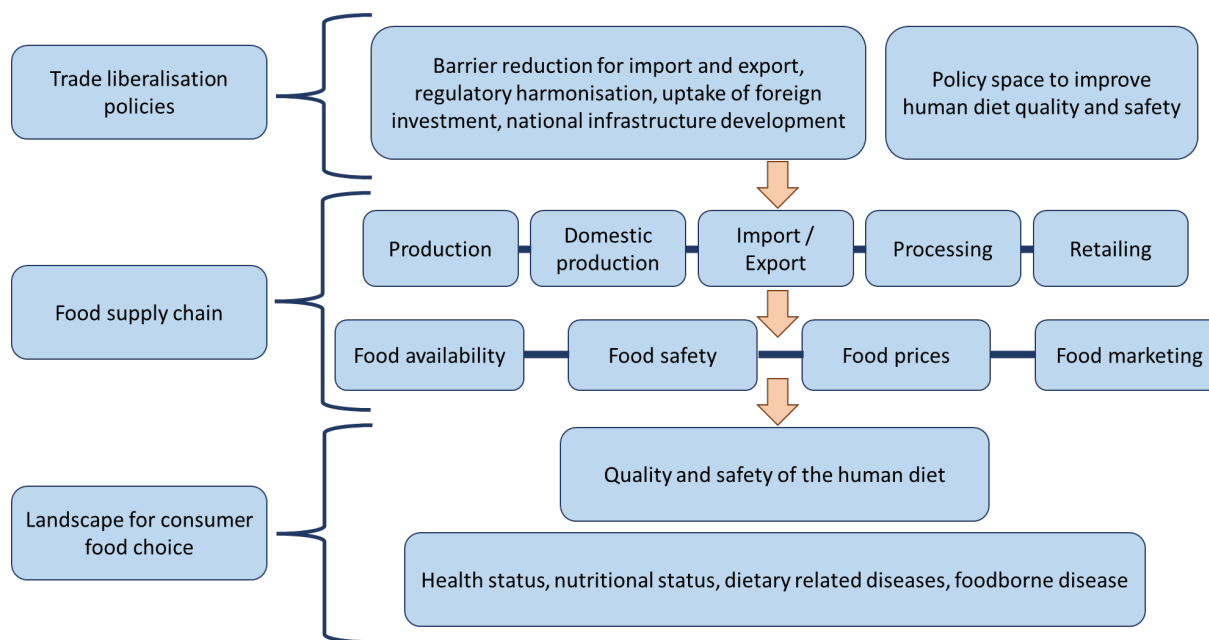 Trade liberalisation
policies
Barrier reduction for import and export,
regulatory harmonisation, uptake of foreign
investment, national infrastructure development
Policy space to improve
human diet quality and safety
Food supply chain
Production
Domestic
production
Import /
Export
Processing
Retailing
Food availability
Food safety
Food prices
Food marketing
Landscape for consumer
food choice
Quality and safety of the human diet
Health status, nutritional status, dietary related diseases, foodborne disease